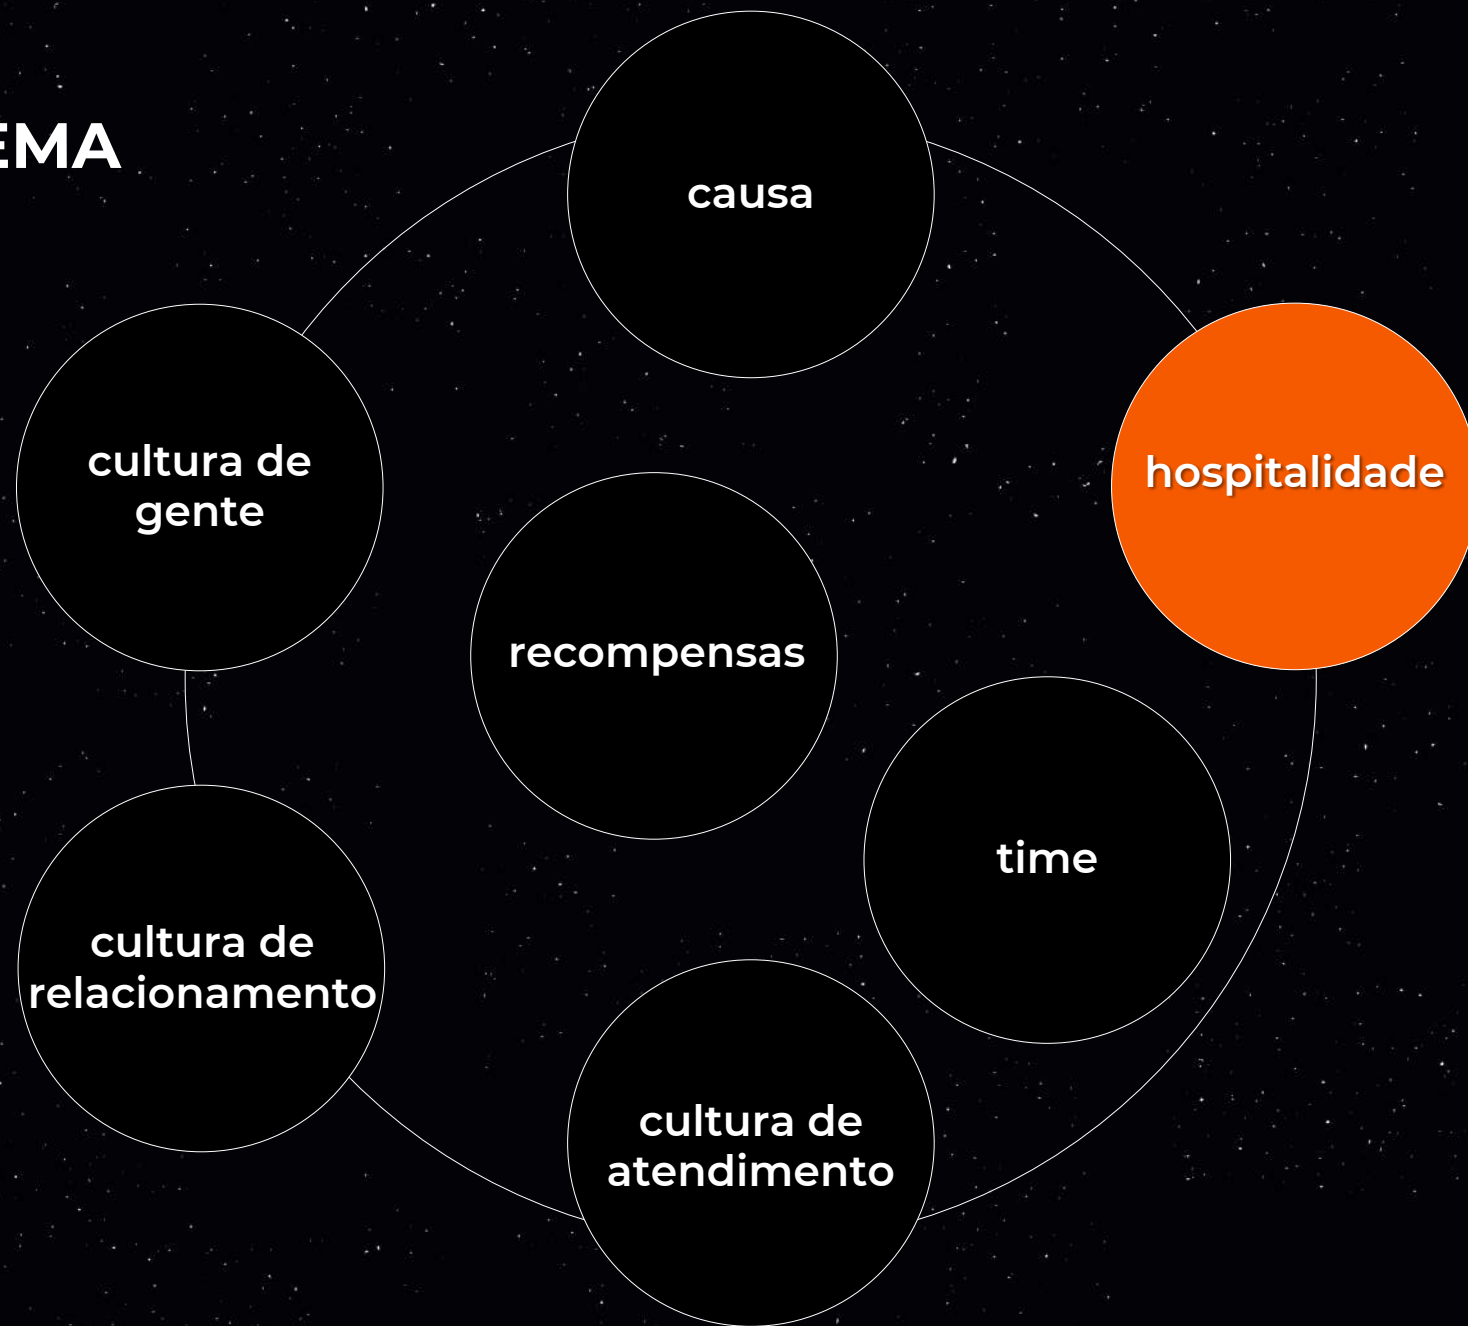 EMA
causa
cultura de
gente
hospitalidade
recompensas
time
cultura de
relacionamento
cultura de
atendimento